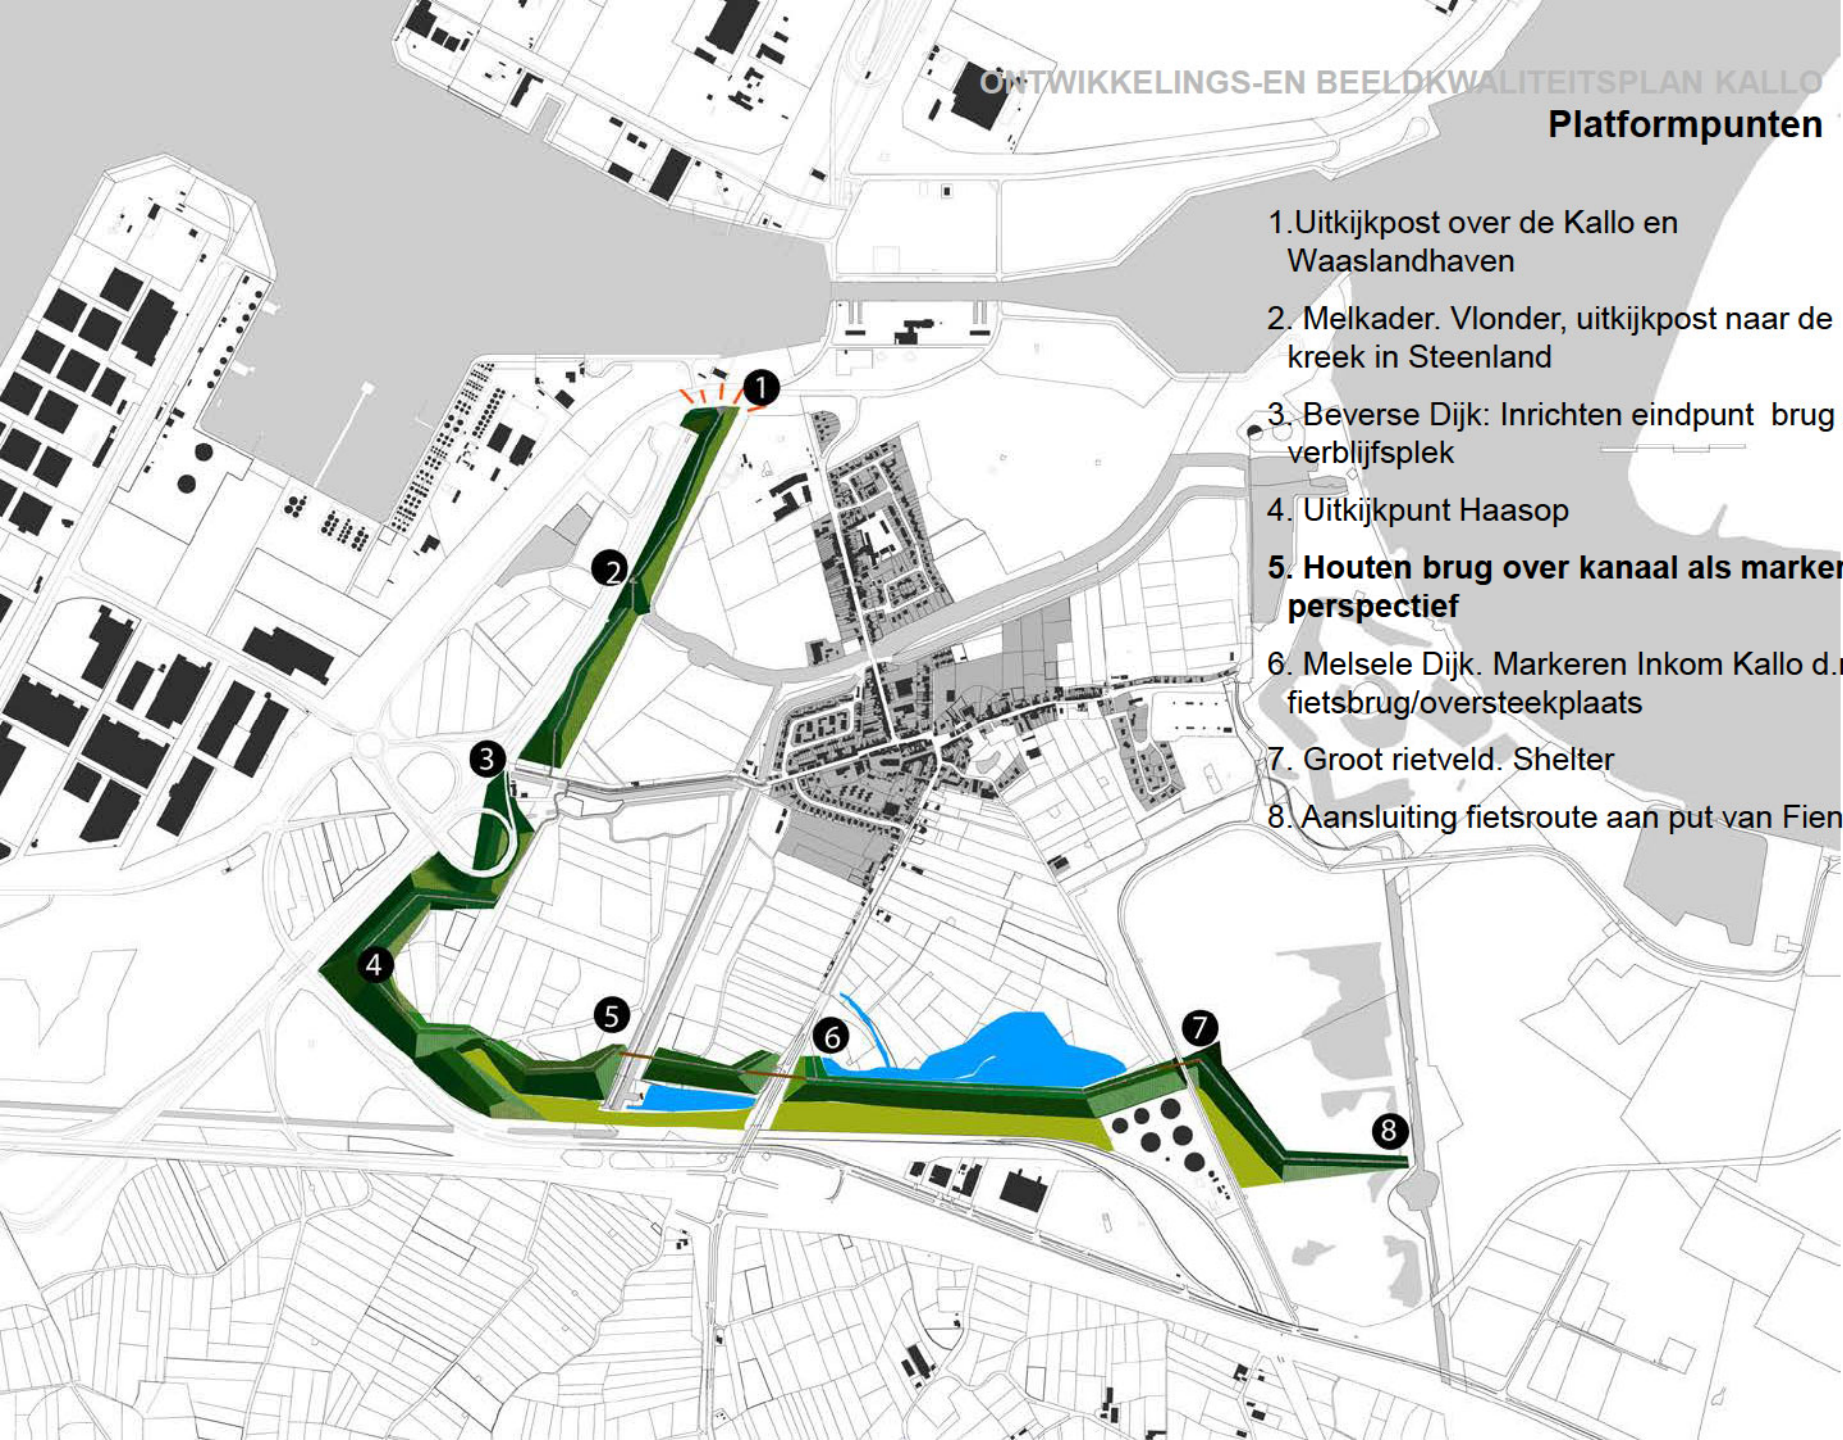 ONTWIKKELINGS-EN BEELDKWALITEITSPLAN KALLO
Platformpunten
1.Uitkijkpost over de Kallo en
Waaslandhaven
2. Melkader. Vlonder, uitkijkpost naar de
kreek in Steenland
3. Beverse Dijk: Inrichten eindpunt brug
verblijfsplek
4. Uitkijkpunt Haasop
5. Houten brug over kanaal als marker
perspectief
6. Melsele Dijk. Markeren Inkom Kallo d.
fietsbrug/oversteekplaats
7. Groot rietveld. Shelter
8. Aansluiting fietsroute aan put van Fien
1
2
3
4
5
6
7
8